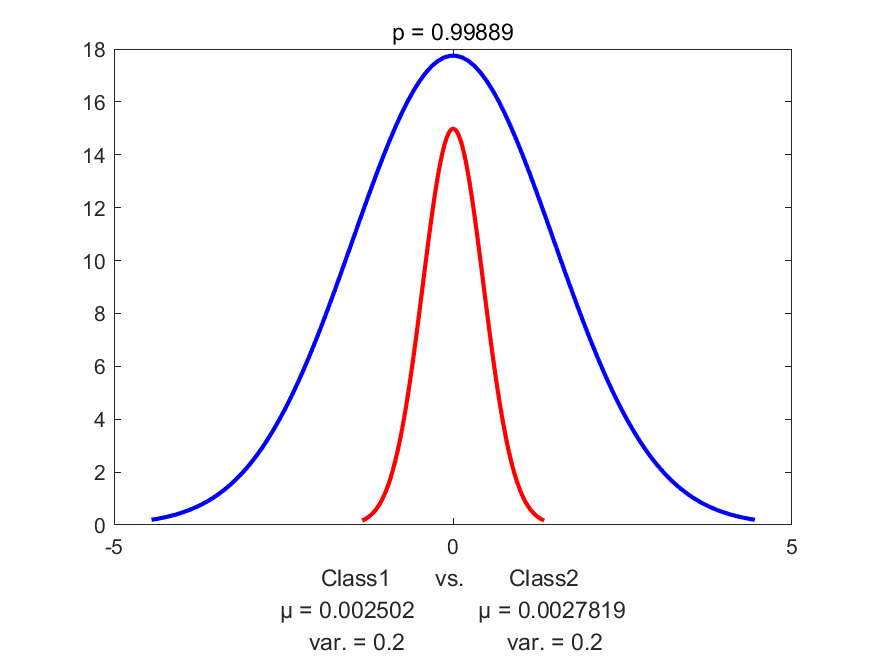 p = 0.99889
18
16
14
12
10
8
6
4
2
0
-5 0 5
Class1 vs. Class2
μ = 0.002502 μ = 0.0027819
var. = 0.2 var. = 0.2